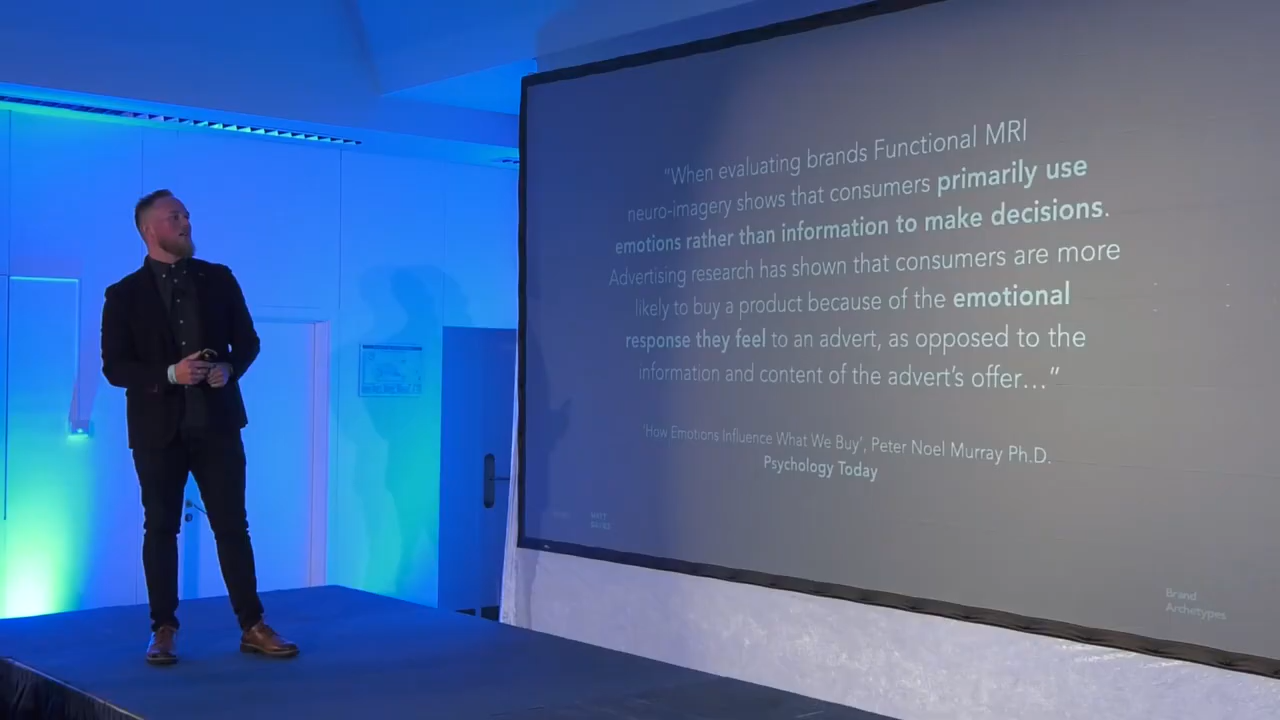 "When evaluating brands Functional MRI
neuro-imagery shows that consumers primarily use
emotions rather than information to make decisions.
Advertising research has shown that consumers are more
likely to buy a product because of the emotional
response they feel to an advert, as opposed to the
information and content of the advert's offer..."
'How Emotions Influence What We Buy', Peter Noel Murray Ph.D.
Psychology Today
MATT
DAVIES
Brand
Archetypes